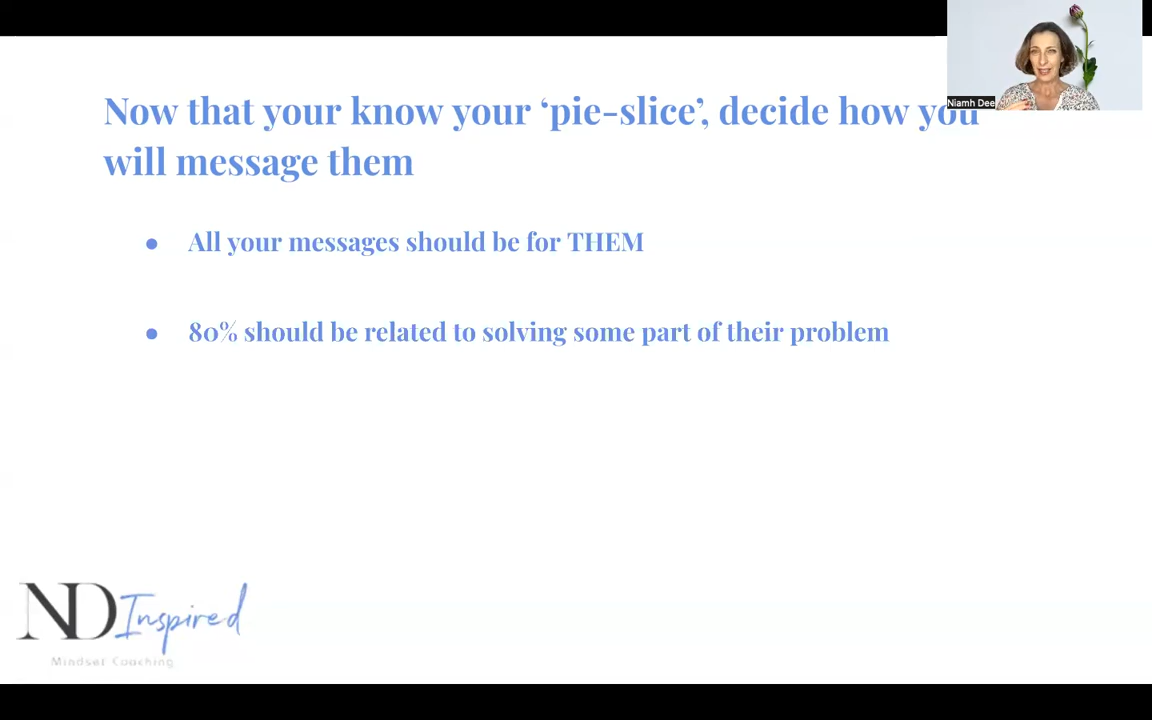 Niamh Dee
Now that your know your ‘pie-slice’, decide how you
will message them
● All your messages should be for THEM
● 80% should be related to solving some part of their problem
ND Inspired
Mindset Coaching